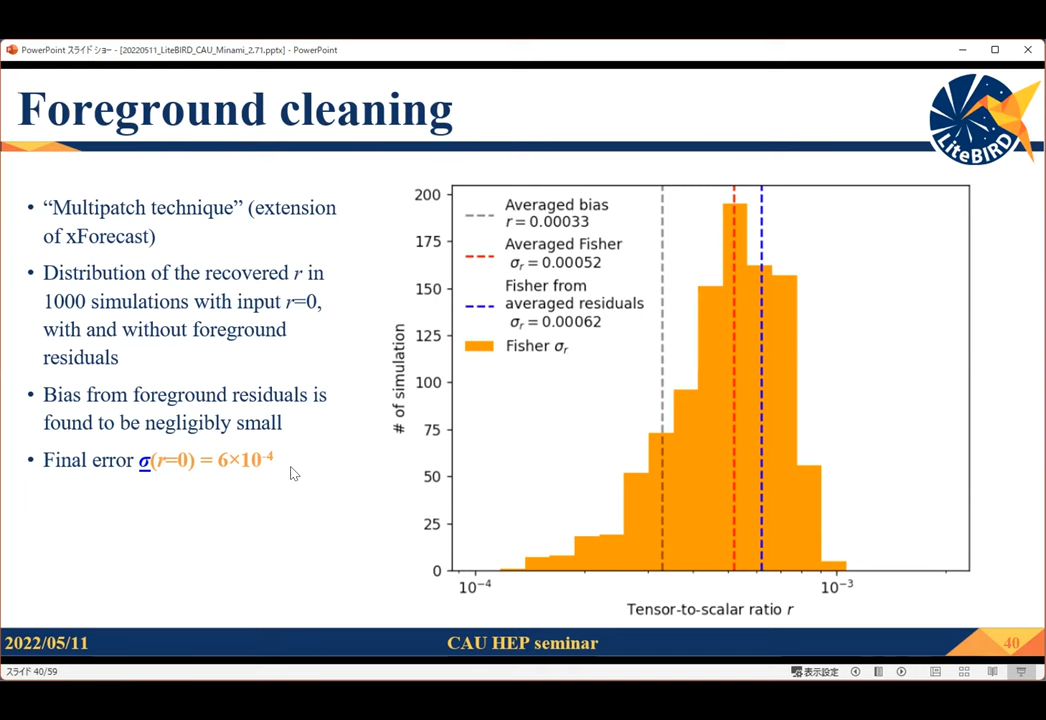 PowerPoint スライド ショー - [20220511_LiteBIRD_CAU_Minami_2.71.pptx] - PowerPoint
Foreground cleaning
LiteBIRD
• “Multipatch technique” (extension
of xForecast)
• Distribution of the recovered r in
1000 simulations with input r=0,
with and without foreground
residuals
• Bias from foreground residuals is
found to be negligibly small
• Final error σ(r=0) = 6×10⁻⁴
# of simulation
200
175
150
125
100
75
50
25
0
Averaged bias
r = 0.00033
Averaged Fisher
σᵣ = 0.00052
Fisher from
averaged residuals
σᵣ = 0.00062
Fisher σᵣ
10⁻⁴
10⁻³
Tensor-to-scalar ratio r
2022/05/11
CAU HEP seminar
40
スライド 40/59
表示設定